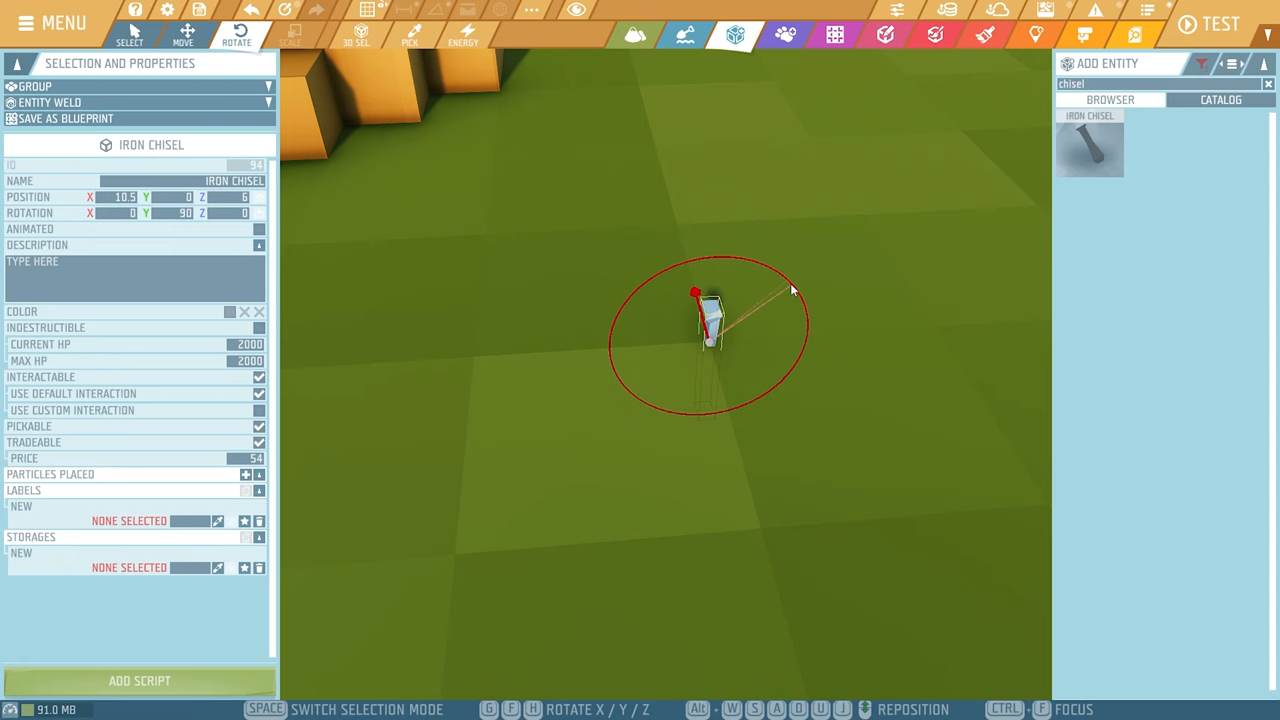 MENU
SELECT
MOVE
ROTATE
SCALE
3D SEL.
PICK
ENERGY
TEST
SELECTION AND PROPERTIES
GROUP
ENTITY WELD
SAVE AS BLUEPRINT
IRON CHISEL
ID 94
NAME IRON CHISEL
POSITION X 10.5 Y 0 Z 6
ROTATION X 0 Y 90 Z 0
ANIMATED
DESCRIPTION
TYPE HERE
COLOR
INDESTRUCTIBLE
CURRENT HP 2000
MAX HP 2000
INTERACTABLE
USE DEFAULT INTERACTION
USE CUSTOM INTERACTION
PICKABLE
TRADEABLE
PRICE 54
PARTICLES PLACED
LABELS
NEW
NONE SELECTED
STORAGES
NEW
NONE SELECTED
ADD SCRIPT
91.0 MB
ADD ENTITY
chisel
BROWSER CATALOG
IRON CHISEL
SPACE SWITCH SELECTION MODE G F H ROTATE X / Y / Z Alt + W S A D U J REPOSITION CTRL + F FOCUS